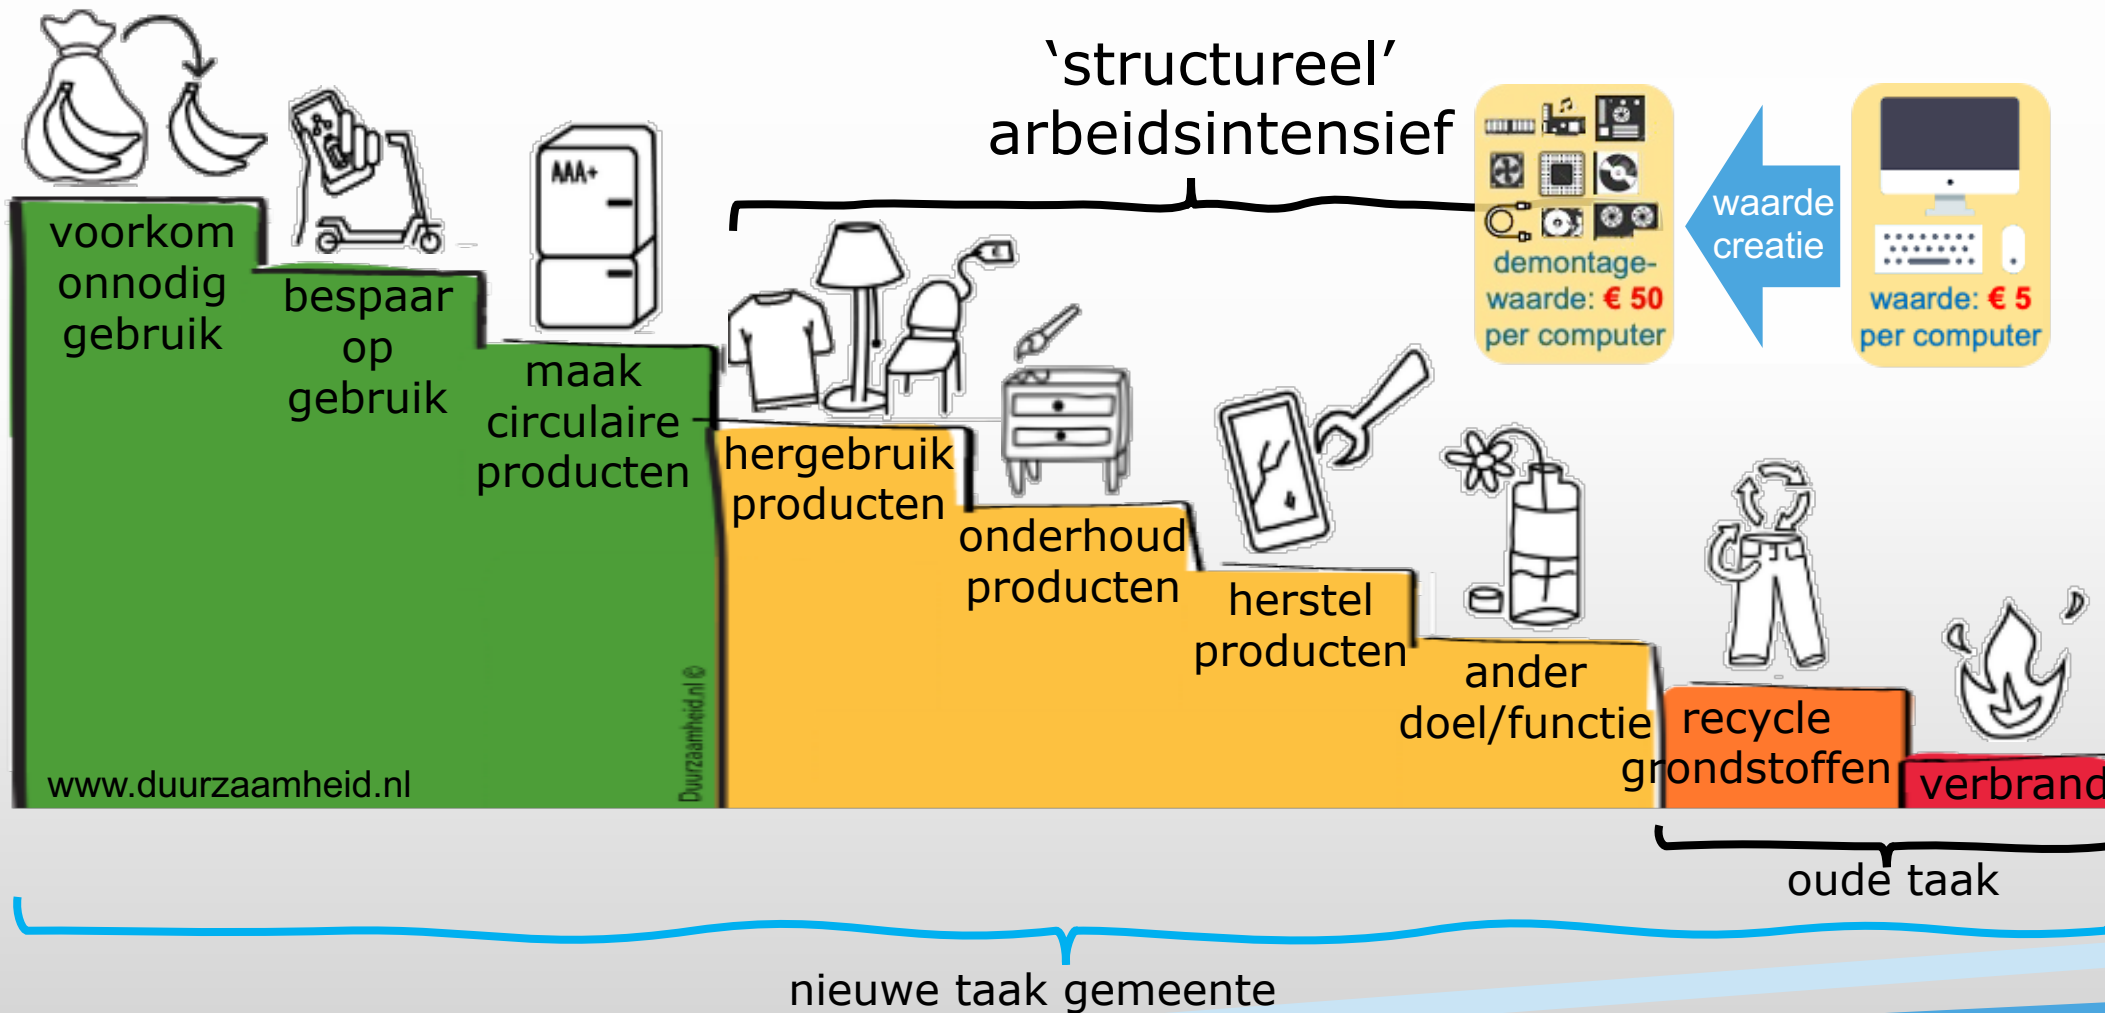 'structureel'
arbeidsintensief
AAA+
voorkom
onnodig
gebruik
bespaar
op
gebruik
maak
circulaire
producten
hergebruik
producten
onderhoud
producten
herstel
producten
ander
doel/functie
recycle
grondstoffen
verbrand
demontage-
waarde: € 50
per computer
waarde
creatie
waarde: € 5
per computer
Duurzaamheid.nl ©
www.duurzaamheid.nl
oude taak
nieuwe taak gemeente